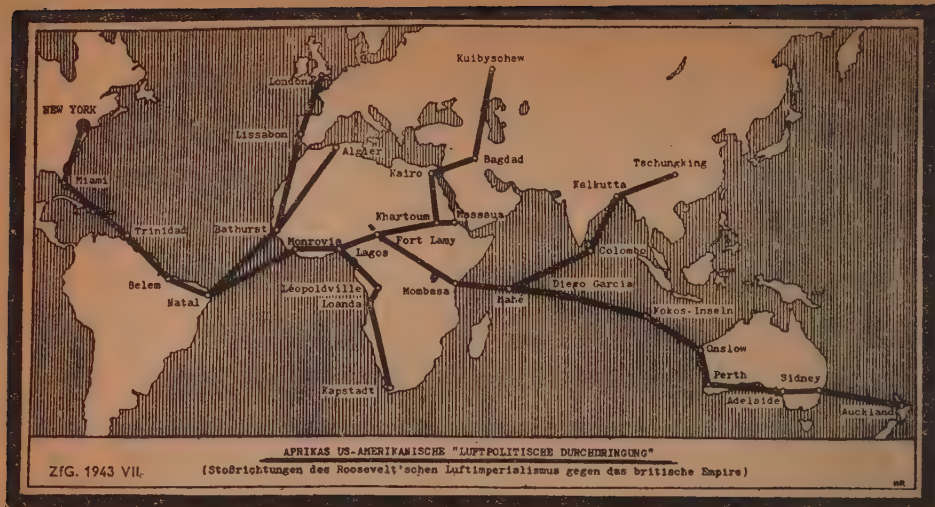 Kuibyschew
London
NEW YORK
Lissabon
Algier
Bagdad
Tschungking
Kairo
Miami
Kalkutta
Khartoum
Massaua
Trinidad
Bathurst
Monrovia
Fort Lamy
Lagos
Colombo
Belem
Léopoldville
Mombasa
Diego Garcia
Natal
Mahé
Loanda
Kokos-Inseln
Onslow
Perth
Sidney
Kapstadt
Adelaide
Auckland
AFRIKAS US-AMERIKANISCHE "LUFTPOLITISCHE DURCHDRINGUNG"
ZfG. 1943 VII.
(Stoßrichtungen des Roosevelt'schen Luftimperialismus gegen das britische Empire)